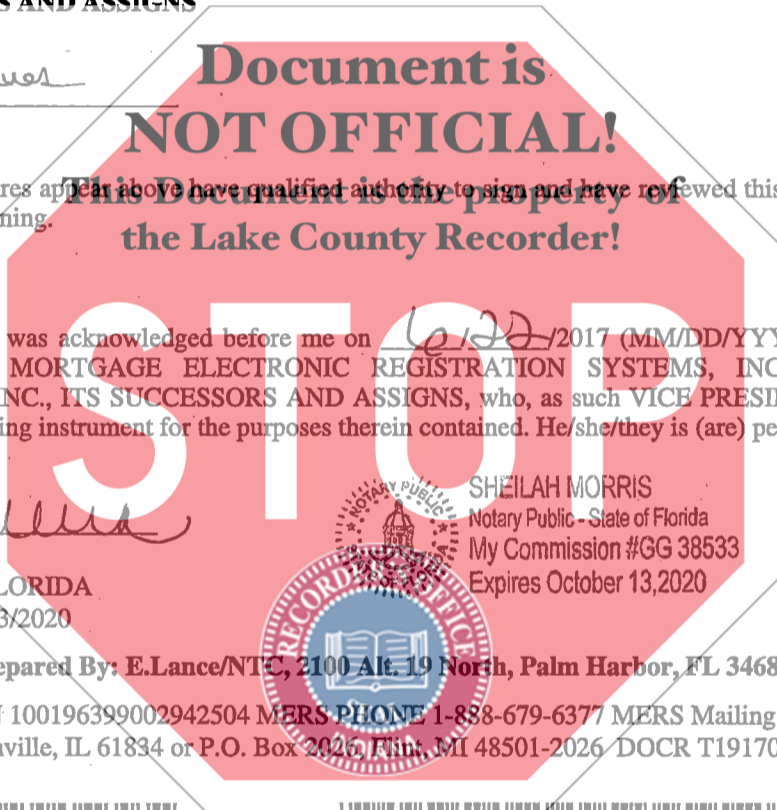 S AND ASSIGNS
Document is
NOT OFFICIAL!
res appear above have qualified authority to sign and have reviewed this
This Document is the property of
ning.
the Lake County Recorder!
STOP
was acknowledged before me on 6/22/2017 (MM/DD/YYY
MORTGAGE ELECTRONIC REGISTRATION SYSTEMS, INC
INC., ITS SUCCESSORS AND ASSIGNS, who, as such VICE PRESI
ing instrument for the purposes therein contained. He/she/they is (are) pe
NOTARY PUBLIC
SHEILAH MORRIS
Notary Public - State of Florida
My Commission #GG 38533
Expires October 13,2020
LORIDA
3/2020
RECORDER'S OFFICE
epared By: E.Lance/NTC, 2100 Alt. 19 North, Palm Harbor, FL 3468
100196399002942504 MERS PHONE 1-888-679-6377 MERS Mailing
nville, IL 61834 or P.O. Box 2026, Flint, MI 48501-2026 DOCR T19170